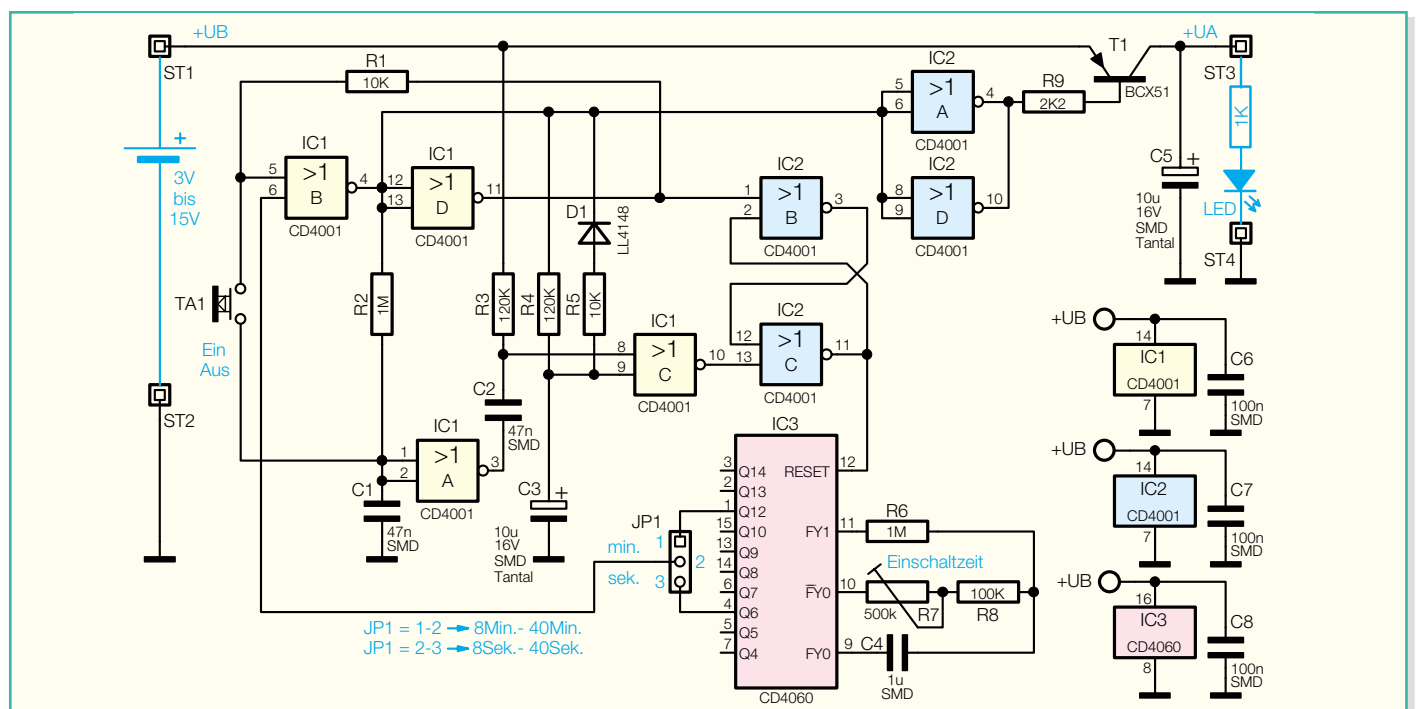 +UB
ST1
R1
10K
T1
BCX51
+UA
ST3
1K
LED
ST4
R9
2K2
IC2
5
6
>1
A
4
CD4001
8
9
>1
D
10
IC2
CD4001
C5
+
10u
16V
SMD
Tantal
+
3V
bis
15V
IC1
5
6
>1
B
4
CD4001
IC1
12
13
>1
D
11
CD4001
D1
LL4148
IC2
1
2
>1
B
3
CD4001
TA1
Ein
Aus
ST2
R2
1M
R3
120K
R4
120K
R5
10K
IC1
8
9
>1
C
10
CD4001
IC2
12
13
>1
C
11
CD4001
C2
47n
SMD
IC1
1
2
>1
A
3
CD4001
C1
47n
SMD
C3
+
10u
16V
SMD
Tantal
JP1
min.
sek.
1
2
3
JP1 = 1-2 → 8Min.- 40Min.
JP1 = 2-3 → 8Sek.- 40Sek.
IC3
3 Q14
2 Q13
1 Q12
15 Q10
13 Q9
14 Q8
6 Q7
4 Q6
5 Q5
7 Q4
RESET 12
FY1 11
F̅Y0 10
FY0 9
CD4060
R6
1M
Einschaltzeit
500k
R7
100K
R8
C4
1u
SMD
+UB
14
IC1
CD4001
7
C6
100n
SMD
+UB
14
IC2
CD4001
7
C7
100n
SMD
+UB
16
IC3
CD4060
8
C8
100n
SMD